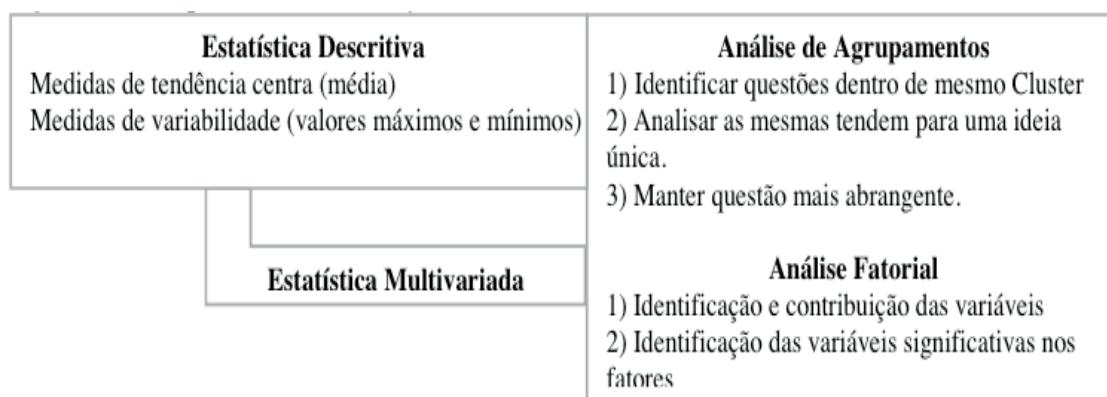 Estatística Descritiva
Medidas de tendência centra (média)
Medidas de variabilidade (valores máximos e mínimos)
Estatística Multivariada
Análise de Agrupamentos
1) Identificar questões dentro de mesmo Cluster
2) Analisar as mesmas tendem para uma ideia
única.
3) Manter questão mais abrangente.
Análise Fatorial
1) Identificação e contribuição das variáveis
2) Identificação das variáveis significativas nos
fatores